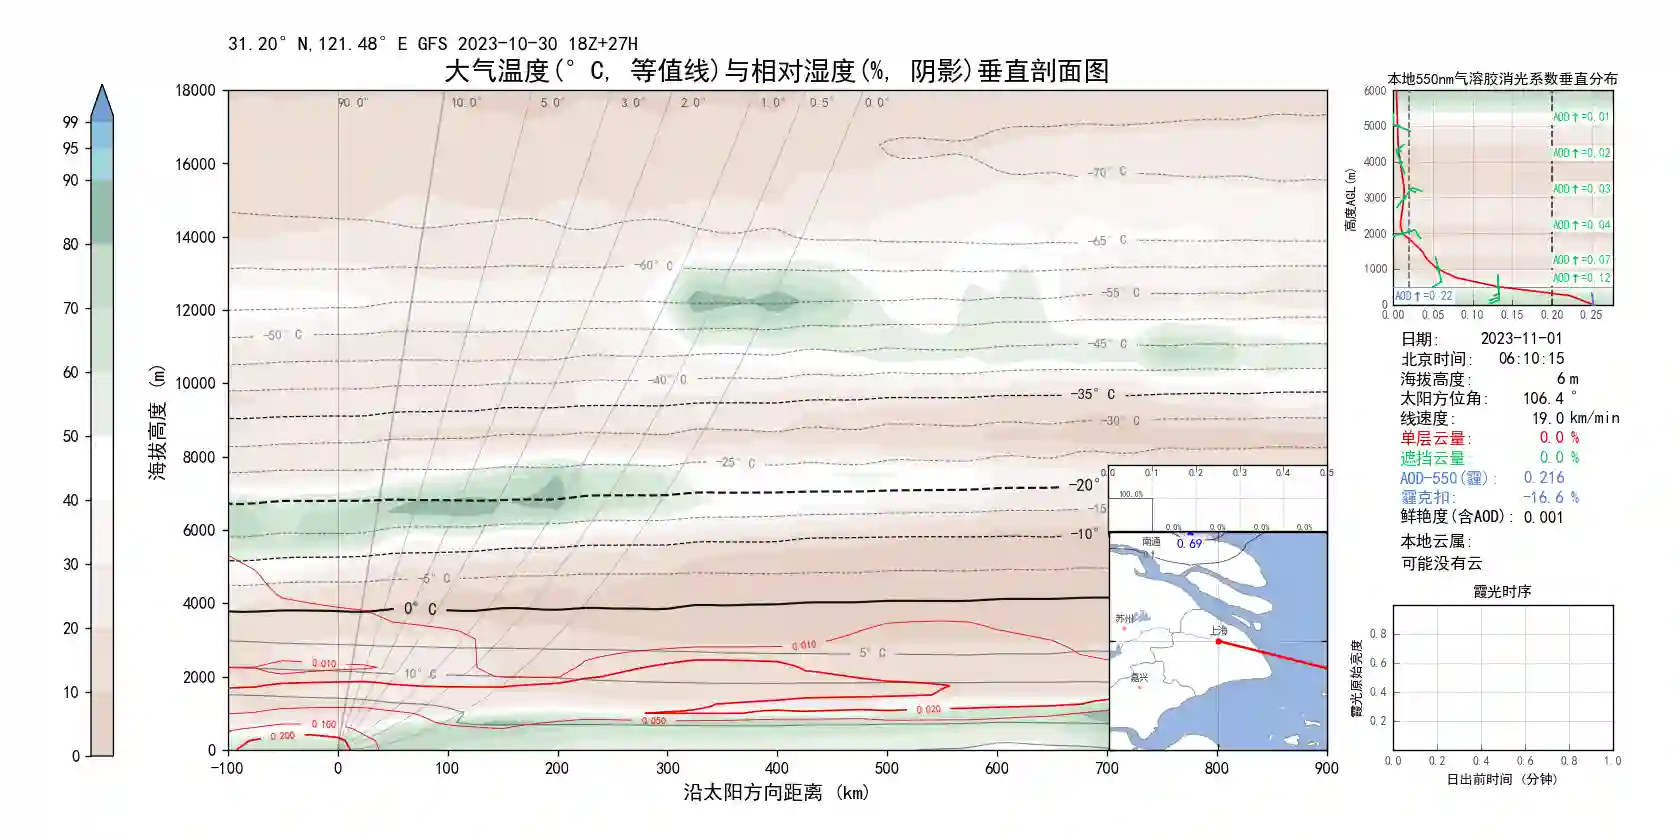 31.20° N,121.48° E GFS 2023-10-30 18Z+27H
大气温度(° C, 等值线)与相对湿度(%, 阴影)垂直剖面图
99
95
90
80
70
60
50
40
30
20
10
0
海拔高度 (m)
18000
16000
14000
12000
10000
8000
6000
4000
2000
0
90.0°
10.0°
5.0°
3.0°
2.0°
1.0°
0.5°
0.0°
-70° C
-65° C
-60° C
-55° C
-50° C
-45° C
-40° C
-35° C
-30° C
-25° C
-20°
-15
-10°
-5° C
0° C
5° C
10° C
0.010
0.010
0.020
0.050
0.100
0.200
-100
0
100
200
300
400
500
600
700
800
900
沿太阳方向距离 (km)
0.0
0.1
0.2
0.3
0.4
0.5
100.0%
0.0%
0.0%
0.0%
0.0%
南通
0.69
苏州
上海
嘉兴
本地550nm气溶胶消光系数垂直分布
高度AGL(m)
6000
5000
4000
3000
2000
1000
0
AOD↑=0.01
AOD↑=0.02
AOD↑=0.03
AOD↑=0.04
AOD↑=0.07
AOD↑=0.12
AOD↑=0.22
0.00
0.05
0.10
0.15
0.20
0.25
日期: 2023-11-01
北京时间: 06:10:15
海拔高度: 6 m
太阳方位角: 106.4 °
线速度: 19.0 km/min
单层云量: 0.0 %
遮挡云量: 0.0 %
AOD-550(霾): 0.216
霾克扣: -16.6 %
鲜艳度(含AOD): 0.001
本地云属:
可能没有云
霞光时序
霞光原始亮度
0.8
0.6
0.4
0.2
0.0
0.2
0.4
0.6
0.8
1.0
日出前时间 (分钟)